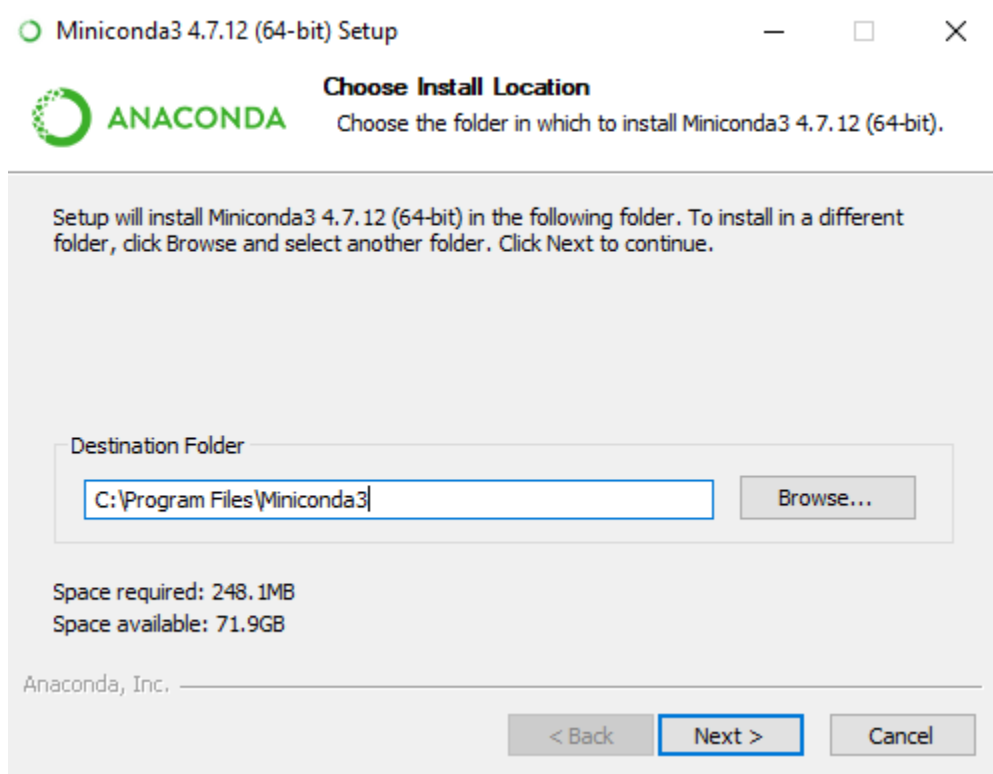 Miniconda3 4.7.12 (64-bit) Setup
ANACONDA
Choose Install Location
Choose the folder in which to install Miniconda3 4.7.12 (64-bit).
Setup will install Miniconda3 4.7.12 (64-bit) in the following folder. To install in a different
folder, click Browse and select another folder. Click Next to continue.
Destination Folder
C:\Program Files\Miniconda3
Browse...
Space required: 248.1MB
Space available: 71.9GB
Anaconda, Inc.
< Back
Next >
Cancel